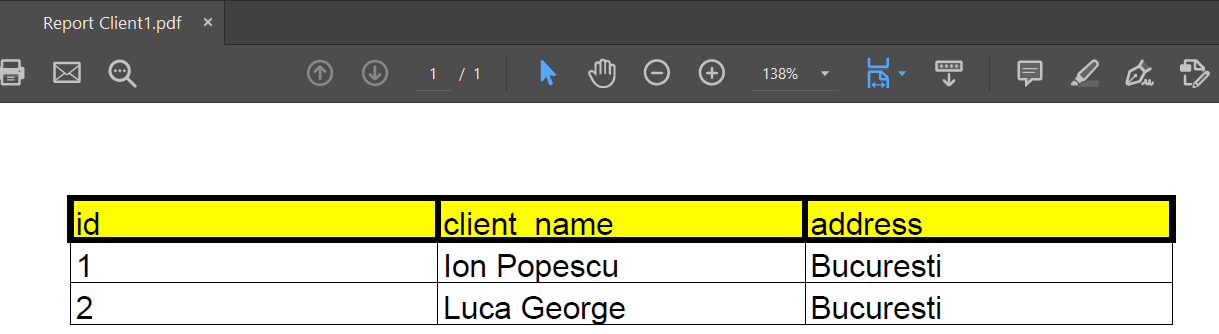 Report Client1.pdf ×
1 / 1 138%
id client_name address
1 Ion Popescu Bucuresti
2 Luca George Bucuresti